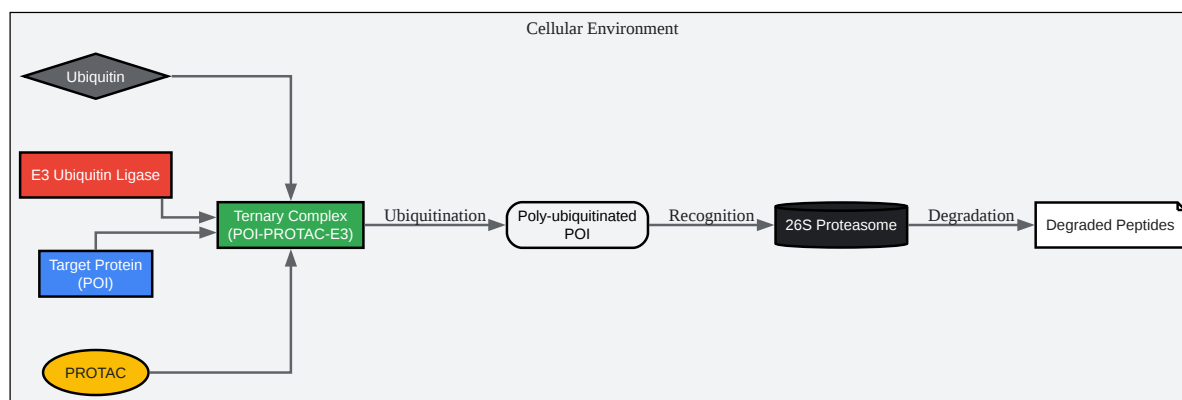 Cellular Environment
Ubiquitin
E3 Ubiquitin Ligase
Target Protein
(POI)
PROTAC
Ternary Complex
(POI-PROTAC-E3)
Ubiquitination
Poly-ubiquitinated
POI
Recognition
26S Proteasome
Degradation
Degraded Peptides